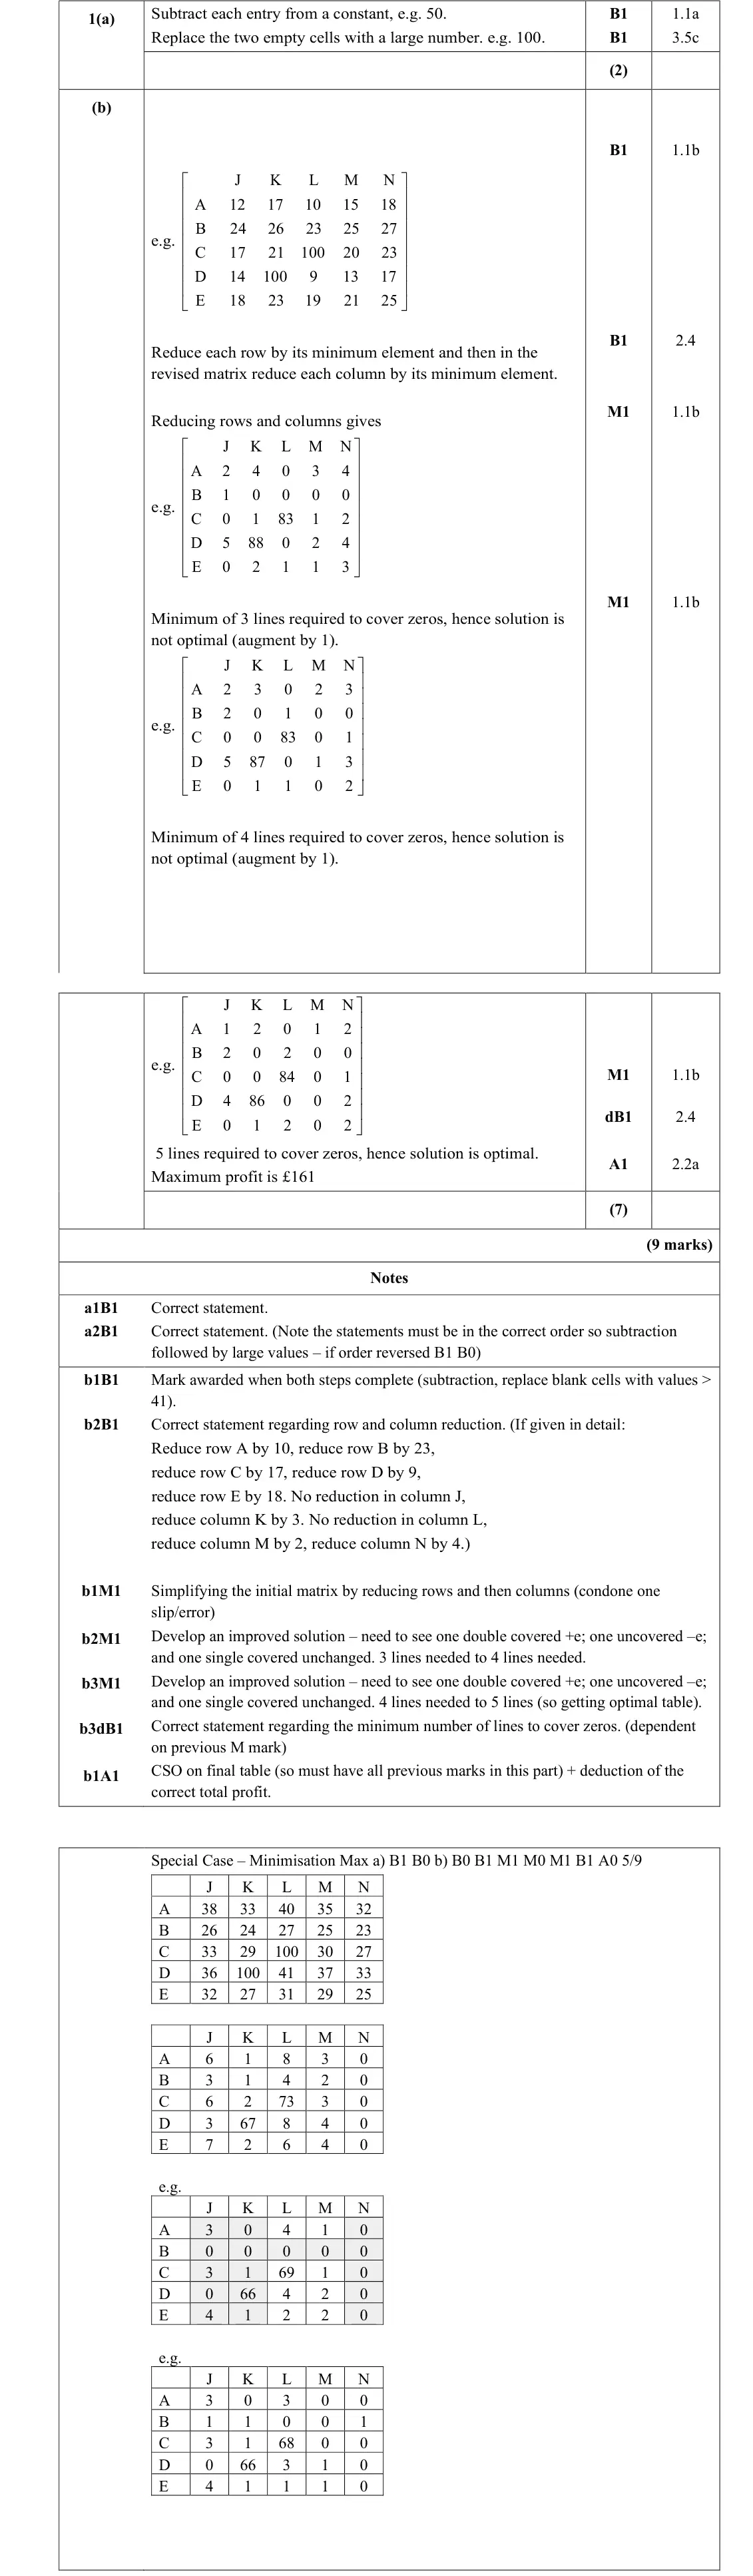 1(a) Subtract each entry from a constant, e.g. 50. B1 1.1a
Replace the two empty cells with a large number. e.g. 100. B1 3.5c
(2)
(b)
B1 1.1b
J K L M N
A 12 17 10 15 18
B 24 26 23 25 27
e.g.
C 17 21 100 20 23
D 14 100 9 13 17
E 18 23 19 21 25
B1 2.4
Reduce each row by its minimum element and then in the
revised matrix reduce each column by its minimum element.
M1 1.1b
Reducing rows and columns gives
J K L M N
A 2 4 0 3 4
B 1 0 0 0 0
e.g.
C 0 1 83 1 2
D 5 88 0 2 4
E 0 2 1 1 3
M1 1.1b
Minimum of 3 lines required to cover zeros, hence solution is
not optimal (augment by 1).
J K L M N
A 2 3 0 2 3
B 2 0 1 0 0
e.g.
C 0 0 83 0 1
D 5 87 0 1 3
E 0 1 1 0 2
Minimum of 4 lines required to cover zeros, hence solution is
not optimal (augment by 1).
J K L M N
A 1 2 0 1 2
B 2 0 2 0 0
e.g.
C 0 0 84 0 1 M1 1.1b
D 4 86 0 0 2
E 0 1 2 0 2 dB1 2.4
5 lines required to cover zeros, hence solution is optimal.
Maximum profit is £161 A1 2.2a
(7)
(9 marks)
Notes
a1B1 Correct statement.
a2B1 Correct statement. (Note the statements must be in the correct order so subtraction
followed by large values – if order reversed B1 B0)
b1B1 Mark awarded when both steps complete (subtraction, replace blank cells with values >
41).
b2B1 Correct statement regarding row and column reduction. (If given in detail:
Reduce row A by 10, reduce row B by 23,
reduce row C by 17, reduce row D by 9,
reduce row E by 18. No reduction in column J,
reduce column K by 3. No reduction in column L,
reduce column M by 2, reduce column N by 4.)
b1M1 Simplifying the initial matrix by reducing rows and then columns (condone one
slip/error)
b2M1 Develop an improved solution – need to see one double covered +e; one uncovered –e;
and one single covered unchanged. 3 lines needed to 4 lines needed.
b3M1 Develop an improved solution – need to see one double covered +e; one uncovered –e;
and one single covered unchanged. 4 lines needed to 5 lines (so getting optimal table).
b3dB1 Correct statement regarding the minimum number of lines to cover zeros. (dependent
on previous M mark)
b1A1 CSO on final table (so must have all previous marks in this part) + deduction of the
correct total profit.
Special Case – Minimisation Max a) B1 B0 b) B0 B1 M1 M0 M1 B1 A0 5/9
J K L M N
A 38 33 40 35 32
B 26 24 27 25 23
C 33 29 100 30 27
D 36 100 41 37 33
E 32 27 31 29 25
J K L M N
A 6 1 8 3 0
B 3 1 4 2 0
C 6 2 73 3 0
D 3 67 8 4 0
E 7 2 6 4 0
e.g.
J K L M N
A 3 0 4 1 0
B 0 0 0 0 0
C 3 1 69 1 0
D 0 66 4 2 0
E 4 1 2 2 0
e.g.
J K L M N
A 3 0 3 0 0
B 1 1 0 0 1
C 3 1 68 0 0
D 0 66 3 1 0
E 4 1 1 1 0